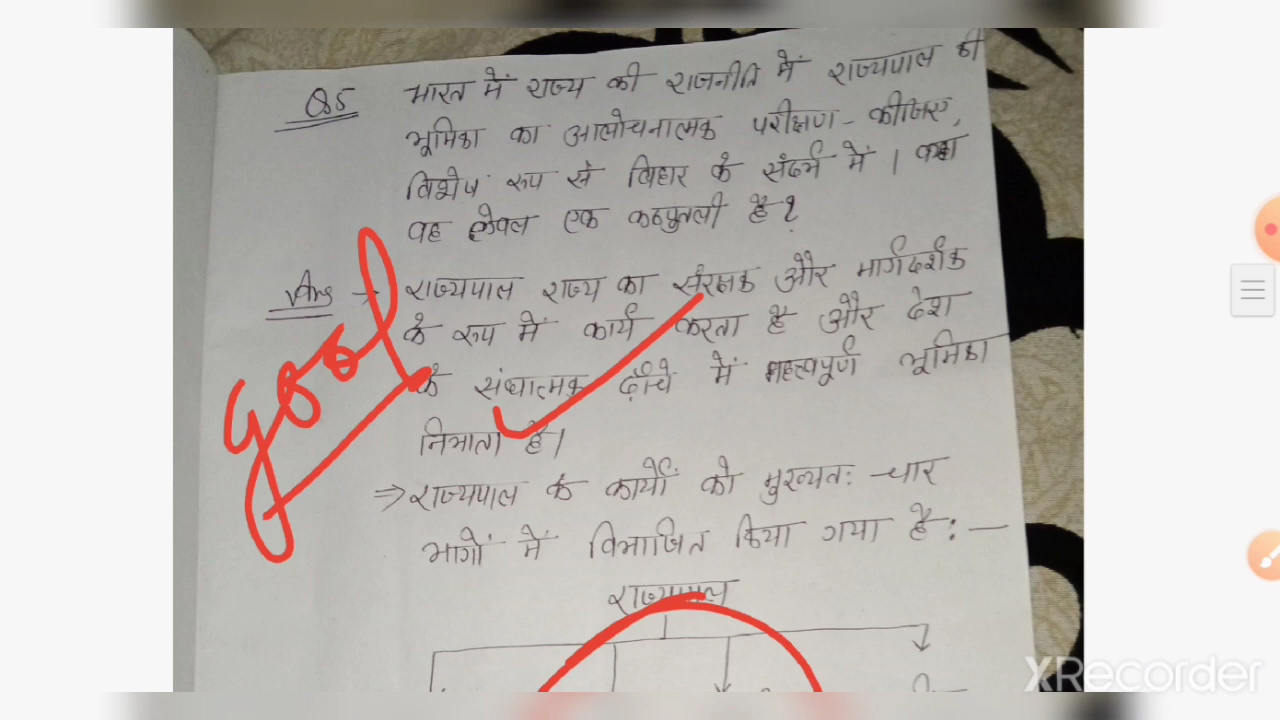 Q5 भारत में राज्य की राजनीति में राज्यपाल की
भूमिका का आलोचनात्मक परीक्षण कीजिए,
विशेष रूप से बिहार के संदर्भ में । क्या
वह केवल एक कठपुतली है ?
Ans → राज्यपाल राज्य का संरक्षक और मार्गदर्शक
के रूप में कार्य करता है और देश
के संघात्मक ढाँचे में महत्वपूर्ण भूमिका
निभाता है।
good
⇒ राज्यपाल के कार्यों को मुख्यतः चार
भागों में विभाजित किया गया है: —
राज्यपाल
XRecorder